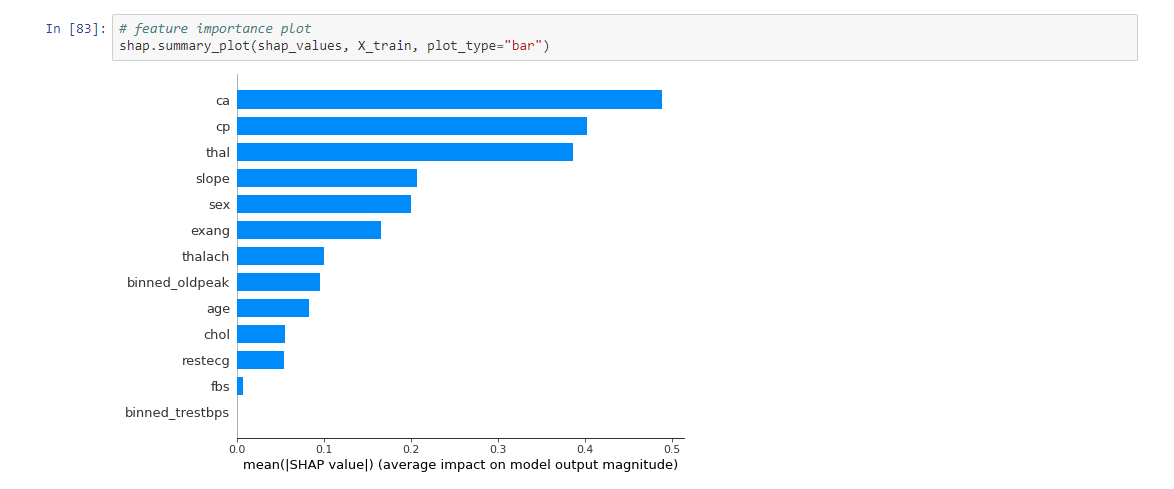 In [83]:
# feature importance plot
shap.summary_plot(shap_values, X_train, plot_type="bar")
ca
cp
thal
slope
sex
exang
thalach
binned_oldpeak
age
chol
restecg
fbs
binned_trestbps
0.0 0.1 0.2 0.3 0.4 0.5
mean(|SHAP value|) (average impact on model output magnitude)